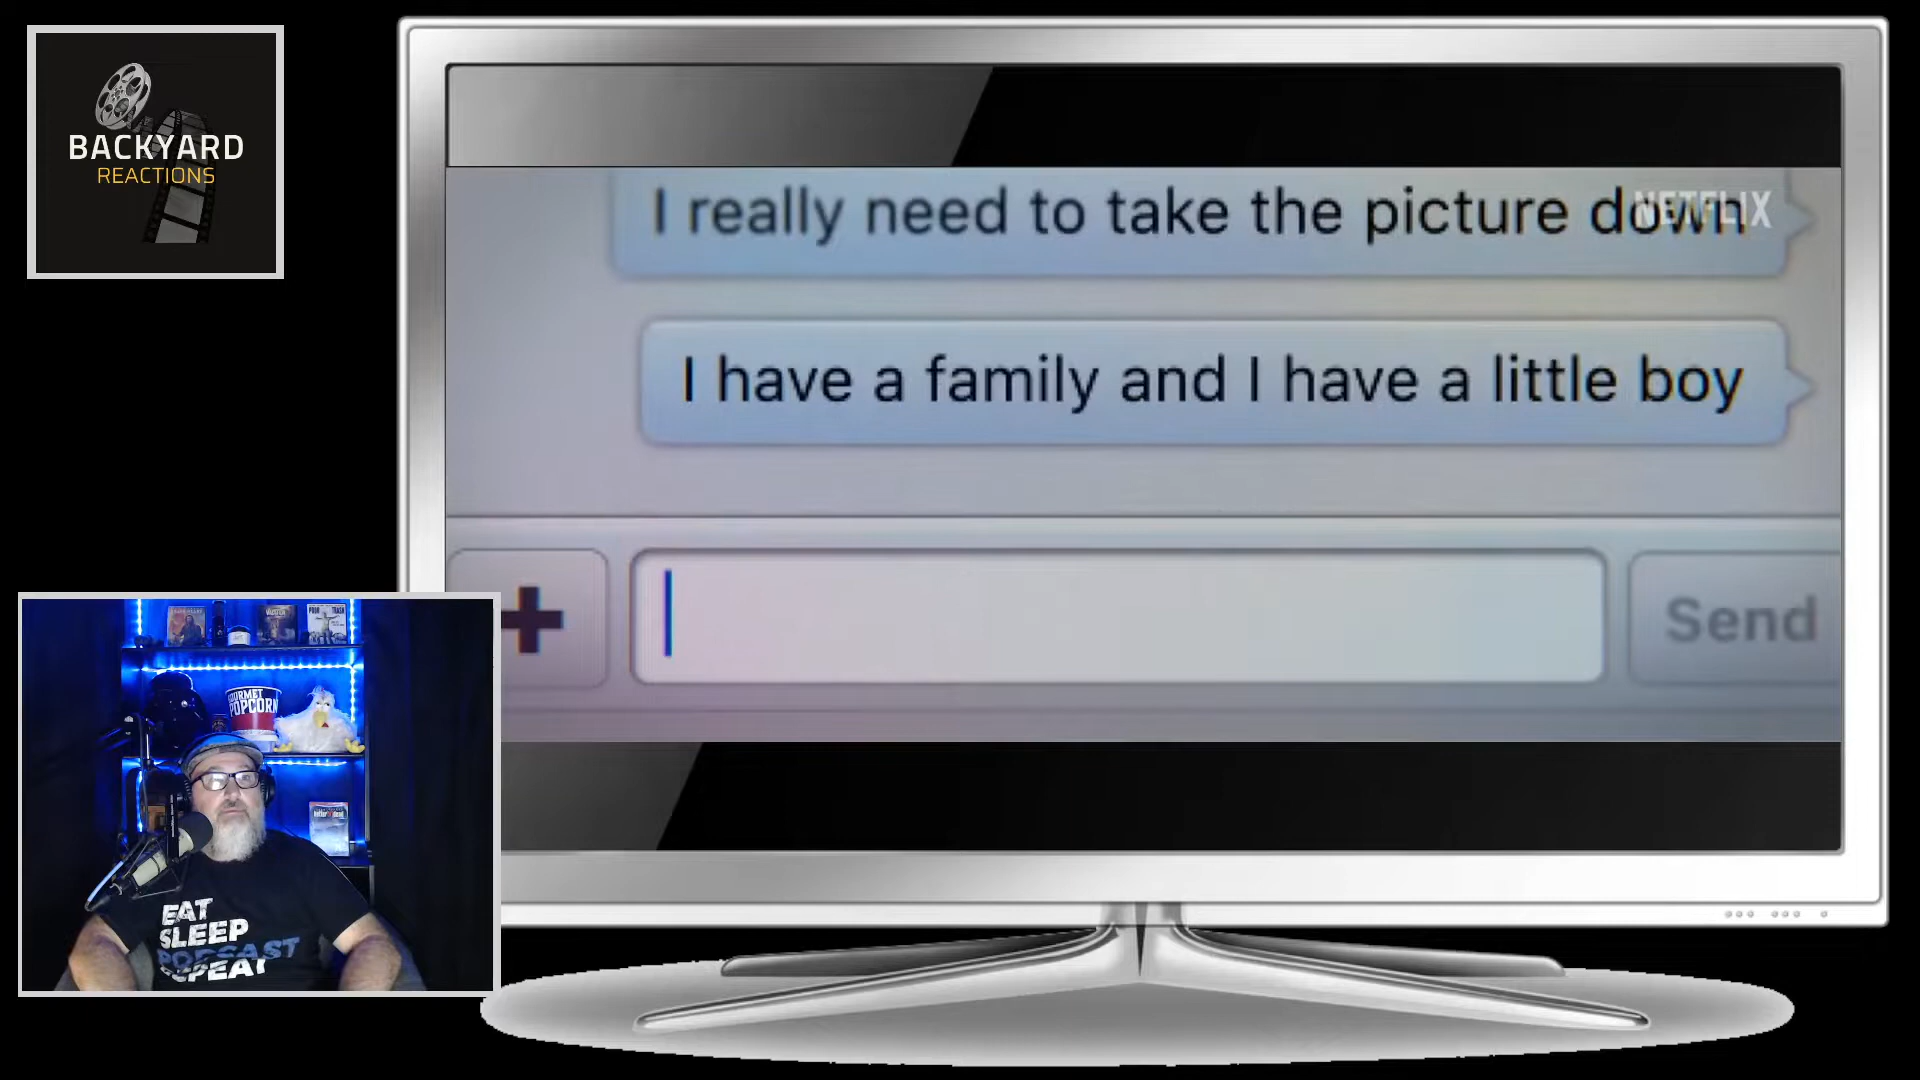 BACKYARD
REACTIONS
NETFLIX
I really need to take the picture down
I have a family and I have a little boy
Send
GOURMET
POPCORN
EAT
SLEEP
PODCAST
REPEAT